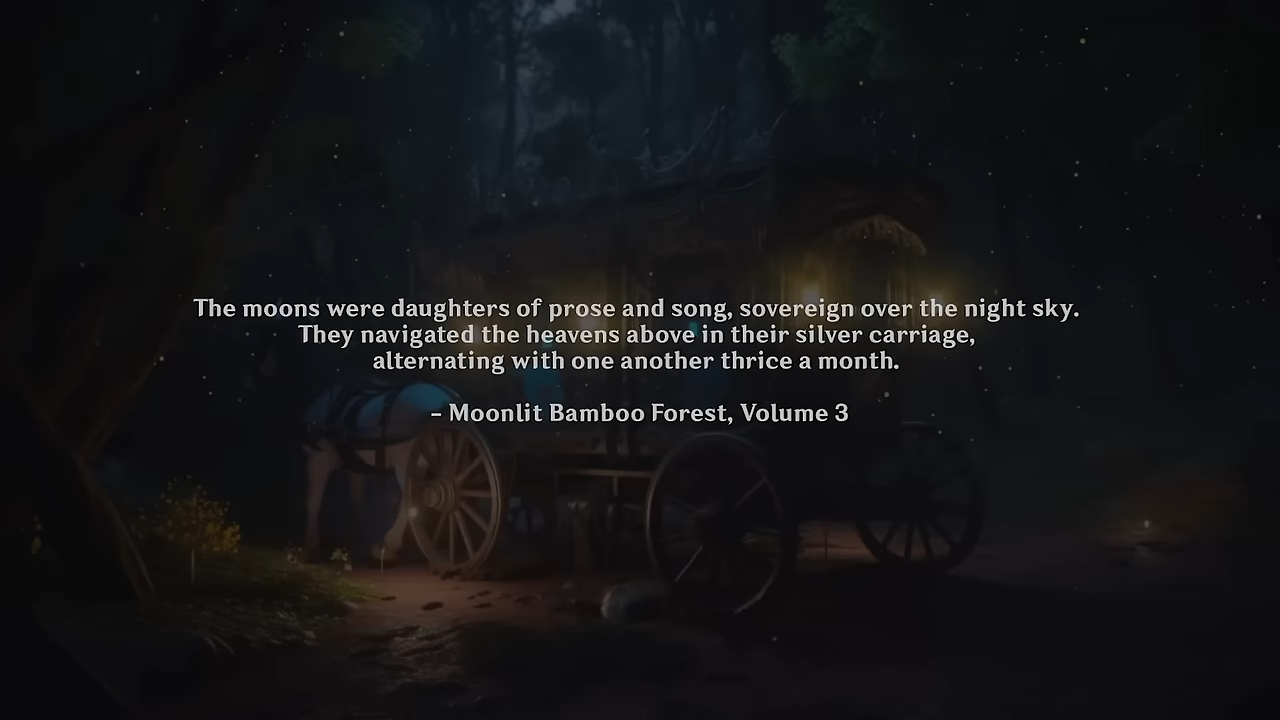 The moons were daughters of prose and song, sovereign over the night sky.
They navigated the heavens above in their silver carriage,
alternating with one another thrice a month.
– Moonlit Bamboo Forest, Volume 3